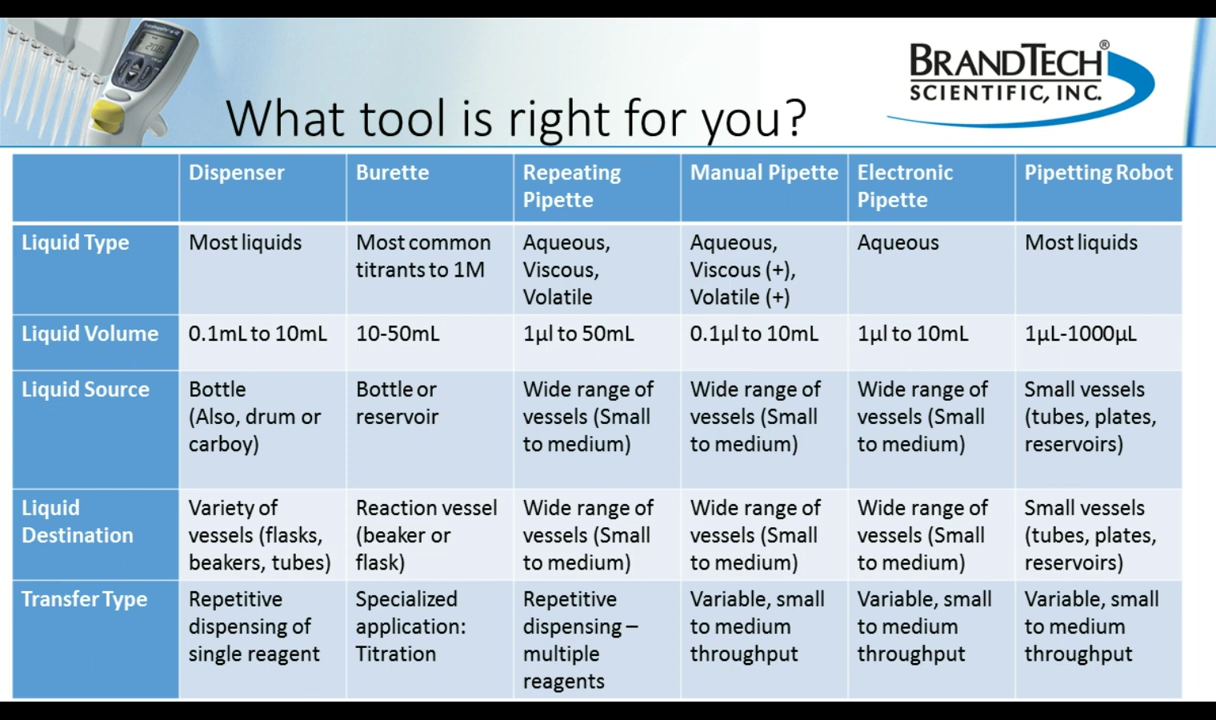 BRANDTECH®
SCIENTIFIC, INC.
What tool is right for you?
Dispenser
Burette
Repeating
Pipette
Manual Pipette
Electronic
Pipette
Pipetting Robot
Liquid Type
Most liquids
Most common
titrants to 1M
Aqueous,
Viscous,
Volatile
Aqueous,
Viscous (+),
Volatile (+)
Aqueous
Most liquids
Liquid Volume
0.1mL to 10mL
10-50mL
1µl to 50mL
0.1µl to 10mL
1µl to 10mL
1µL-1000µL
Liquid Source
Bottle
(Also, drum or
carboy)
Bottle or
reservoir
Wide range of
vessels (Small
to medium)
Wide range of
vessels (Small
to medium)
Wide range of
vessels (Small
to medium)
Small vessels
(tubes, plates,
reservoirs)
Liquid
Destination
Variety of
vessels (flasks,
beakers, tubes)
Reaction vessel
(beaker or
flask)
Wide range of
vessels (Small
to medium)
Wide range of
vessels (Small
to medium)
Wide range of
vessels (Small
to medium)
Small vessels
(tubes, plates,
reservoirs)
Transfer Type
Repetitive
dispensing of
single reagent
Specialized
application:
Titration
Repetitive
dispensing –
multiple
reagents
Variable, small
to medium
throughput
Variable, small
to medium
throughput
Variable, small
to medium
throughput